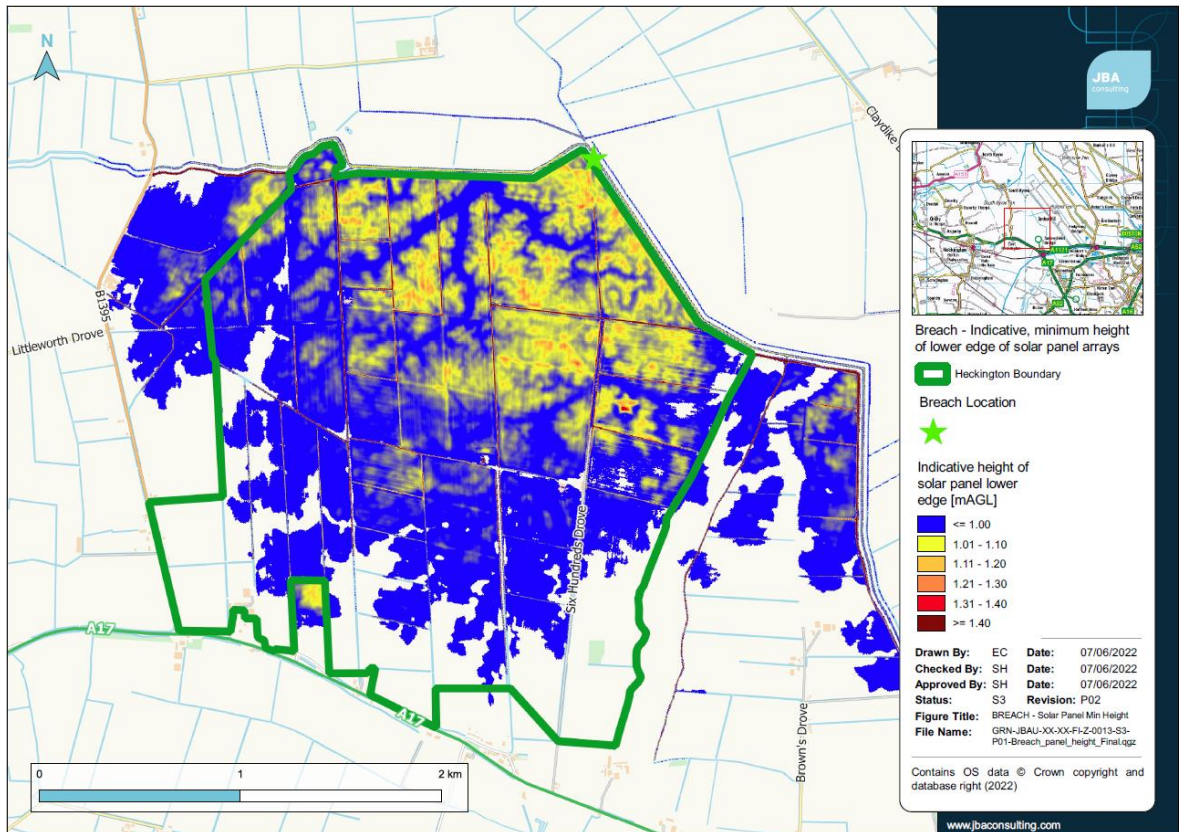 N
Claydike
B1395
Littleworth Drove
Six Hundreds Drove
A17
A17
Brown's Drove
0 1 2 km
JBA
consulting
Breach - Indicative, minimum height
of lower edge of solar panel arrays
Heckington Boundary
Breach Location
Indicative height of
solar panel lower
edge [mAGL]
<= 1.00
1.01 - 1.10
1.11 - 1.20
1.21 - 1.30
1.31 - 1.40
>= 1.40
Drawn By: EC Date: 07/06/2022
Checked By: SH Date: 07/06/2022
Approved By: SH Date: 07/06/2022
Status: S3 Revision: P02
Figure Title: BREACH - Solar Panel Min Height
File Name: GRN-JBAU-XX-XX-FI-Z-0013-S3-
P01-Breach_panel_height_Final.qgz
Contains OS data © Crown copyright and
database right (2022)
www.jbaconsulting.com